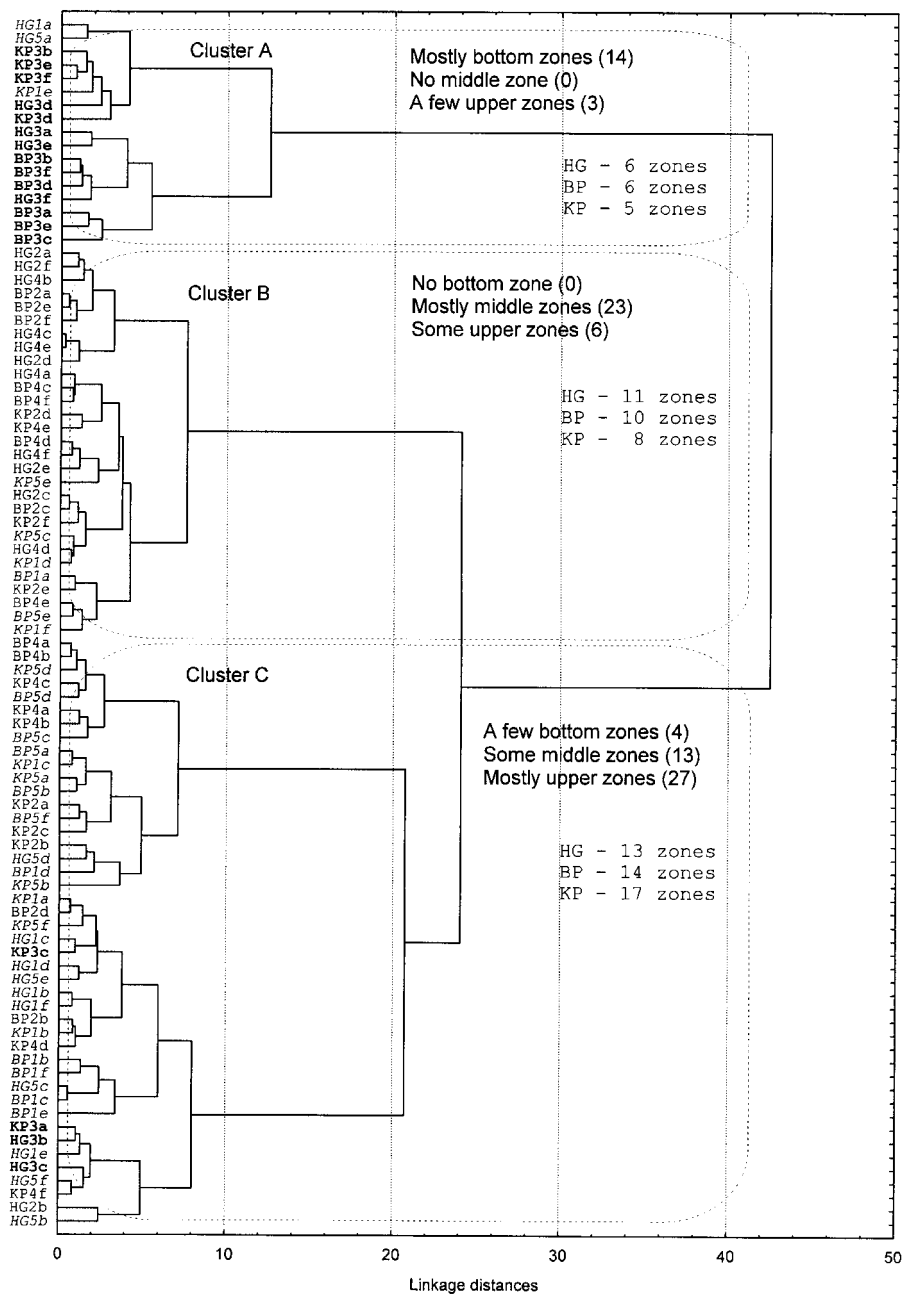 HG1a
HG5a
KP3b
KP3e
KP3f
KP1e
HG3d
KP3d
HG3a
HG3e
BP3b
BP3f
BP3d
HG3f
BP3a
BP3e
BP3c
Cluster A
Mostly bottom zones (14)
No middle zone (0)
A few upper zones (3)
HG - 6 zones
BP - 6 zones
KP - 5 zones
HG2a
HG2f
HG4b
BP2a
BP2e
BP2f
HG4c
HG4e
HG2d
HG4a
BP4c
BP4f
KP2d
KP4e
BP4d
HG4f
HG2e
KP5e
HG2c
BP2c
KP2f
KP5c
HG4d
KP1d
BP1a
KP2e
BP4e
BP5e
KP1f
Cluster B
No bottom zone (0)
Mostly middle zones (23)
Some upper zones (6)
HG - 11 zones
BP - 10 zones
KP - 8 zones
BP4a
BP4b
KP5d
KP4c
BP5d
KP4a
KP4b
BP5c
BP5a
KP1c
KP5a
BP5b
KP2a
BP5f
KP2c
KP2b
HG5d
BP1d
KP5b
KP1a
BP2d
KP5f
HG1c
KP3c
HG1d
HG5e
HG1b
HG1f
BP2b
KP1b
KP4d
BP1b
BP1f
HG5c
BP1c
BP1e
KP3a
HG3b
HG1e
HG3c
HG5f
KP4f
HG2b
HG5b
Cluster C
A few bottom zones (4)
Some middle zones (13)
Mostly upper zones (27)
HG - 13 zones
BP - 14 zones
KP - 17 zones
0 10 20 30 40 50
Linkage distances